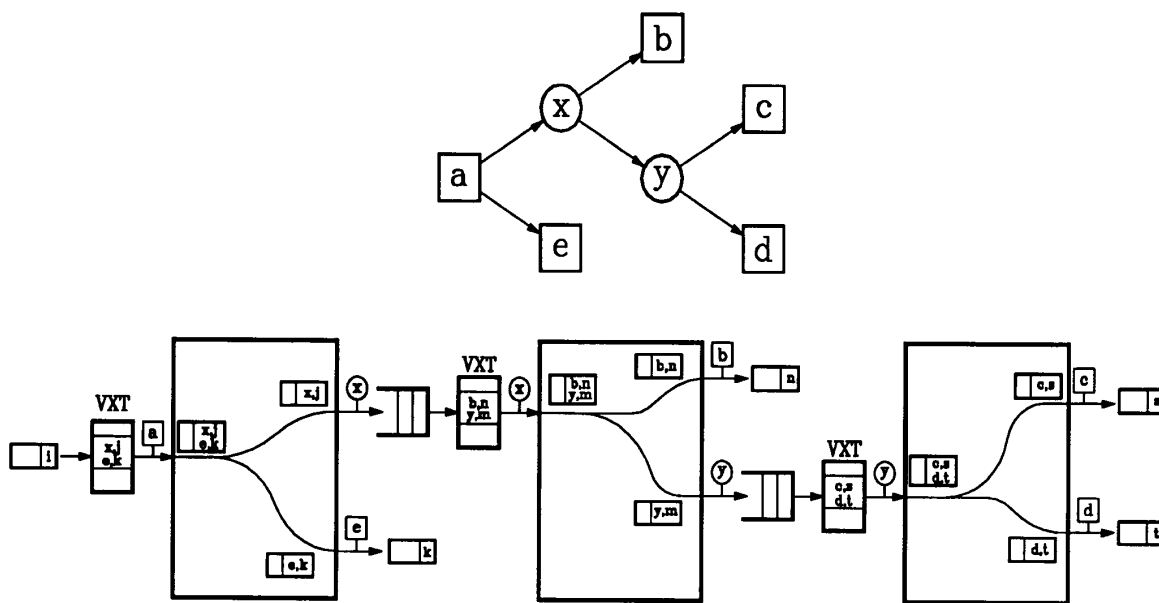 b
x
c
a
y
e
d
VXT
x,j
e,k
i
a
x,j
e,k
x,j
x
e
e,k
k
VXT
b,n
y,m
x
b,n
y,m
b,n
b
n
y
y,m
VXT
c,s
d,t
y
c,s
d,t
c,s
c
s
d
d,t
t